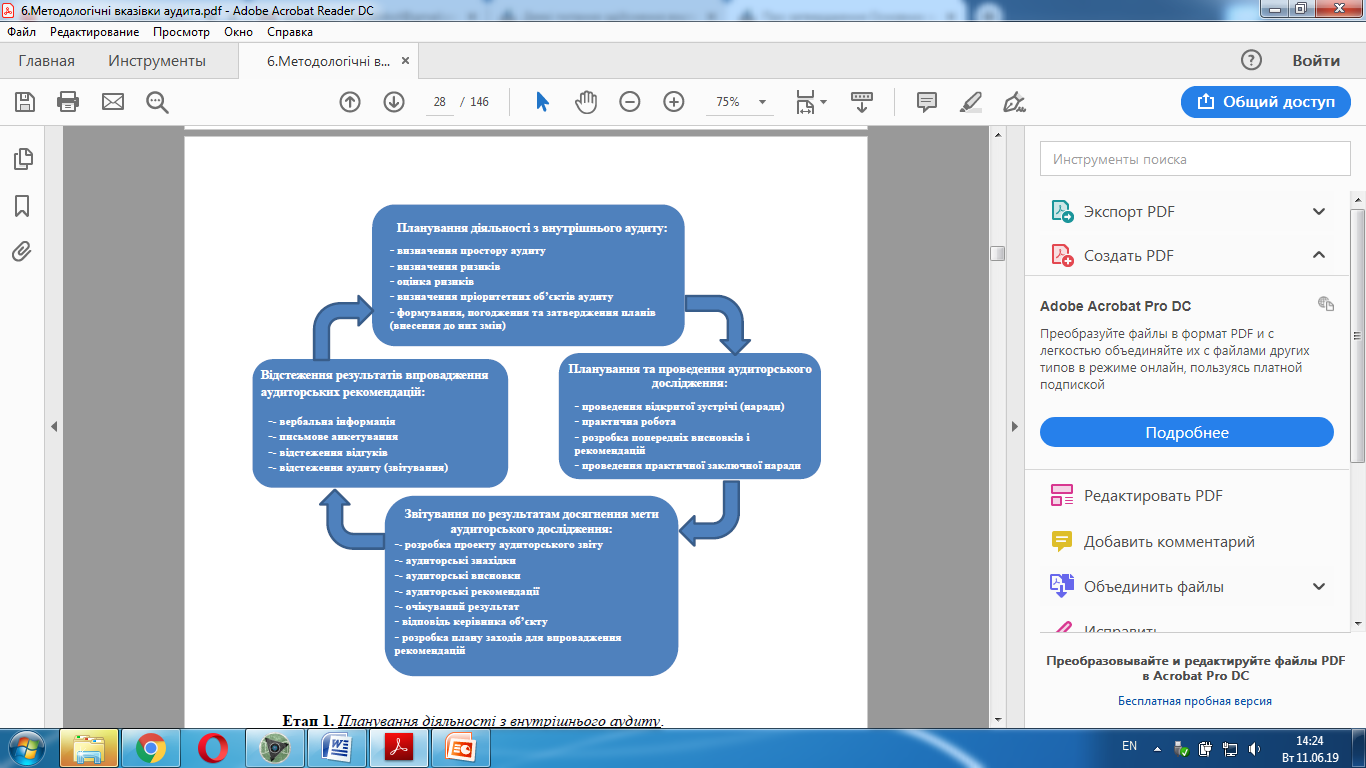 6.Методологічні вказівки аудита.pdf - Adobe Acrobat Reader DC
Файл Редактирование Просмотр Окно Справка
Главная Инструменты 6.Методологічні в... × Войти
28 / 146 75% Общий доступ
Планування діяльності з внутрішнього аудиту:
- визначення простору аудиту
- визначення ризиків
- оцінка ризиків
- визначення пріоритетних об’єктів аудиту
- формування, погодження та затвердження планів
(внесення до них змін)
Планування та проведення аудиторського
дослідження:
- проведення відкритої зустрічі (наради)
- практична робота
- розробка попередніх висновків і
рекомендацій
- проведення практичної заключної наради
Звітування по результатам досягнення мети
аудиторського дослідження:
-- розробка проекту аудиторського звіту
-- аудиторські знахідки
-- аудиторські висновки
-- аудиторські рекомендації
-- очікуваний результат
- відповідь керівника об’єкту
- розробка плану заходів для впровадження
рекомендацій
Відстеження результатів впровадження
аудиторських рекомендацій:
-- вербальна інформація
-- письмове анкетування
-- відстеження відгуків
-- відстеження аудиту (звітування)
Етап 1. Планування діяльності з внутрішнього аудиту.
Инструменты поиска
Экспорт PDF
Создать PDF
Adobe Acrobat Pro DC
Преобразуйте файлы в формат PDF и с
легкостью объединяйте их с файлами других
типов в режиме онлайн, пользуясь платной
подпиской
Подробнее
Редактировать PDF
Добавить комментарий
Объединить файлы
Исправить
Преобразовывайте и редактируйте файлы PDF
в Acrobat Pro DC
Бесплатная пробная версия
EN
14:24
Вт 11.06.19